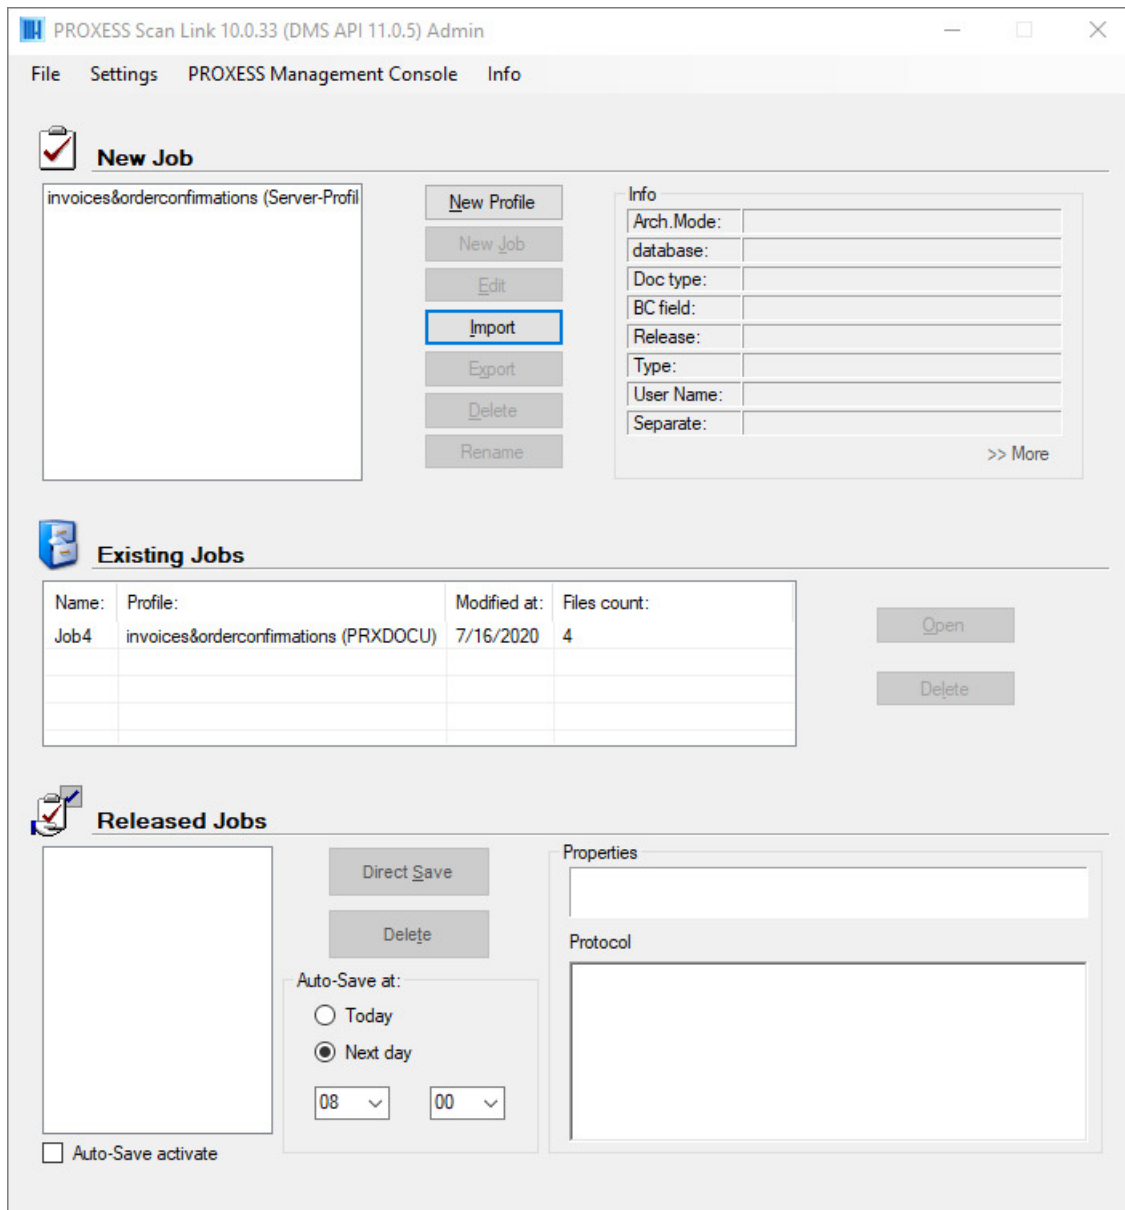 PROXESS Scan Link 10.0.33 (DMS API 11.0.5) Admin
File Settings PROXESS Management Console Info
New Job
invoices&orderconfirmations (Server-Profil
New Profile
New Job
Edit
Import
Export
Delete
Rename
Info
Arch.Mode:
database:
Doc type:
BC field:
Release:
Type:
User Name:
Separate:
>> More
Existing Jobs
Name: Profile: Modified at: Files count:
Job4 invoices&orderconfirmations (PRXDOCU) 7/16/2020 4
Open
Delete
Released Jobs
Direct Save
Delete
Auto-Save at:
Today
Next day
08 00
Auto-Save activate
Properties
Protocol